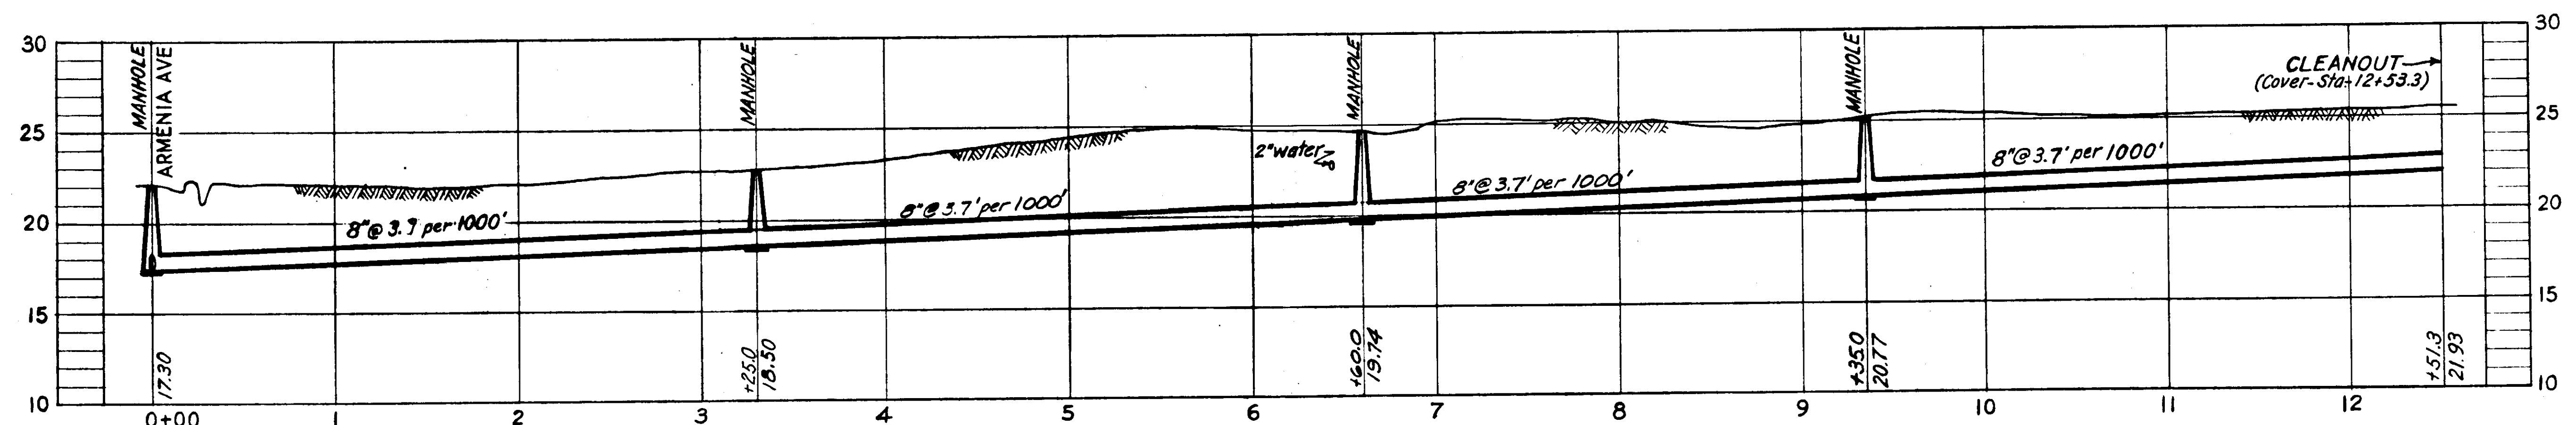 30
25
20
15
10
MANHOLE
ARMENIA AVE
MANHOLE
MANHOLE
MANHOLE
CLEANOUT
(Cover-Sta. 12+53.3)
2" water
8" @ 3.9 per 1000'
8" @ 3.7' per 1000'
8" @ 3.7' per 1000'
8" @ 3.7' per 1000'
17.30
+25.0
18.50
+60.0
19.74
+35.0
20.77
+51.3
21.93
30
25
20
15
10
0+00 1 2 3 4 5 6 7 8 9 10 11 12